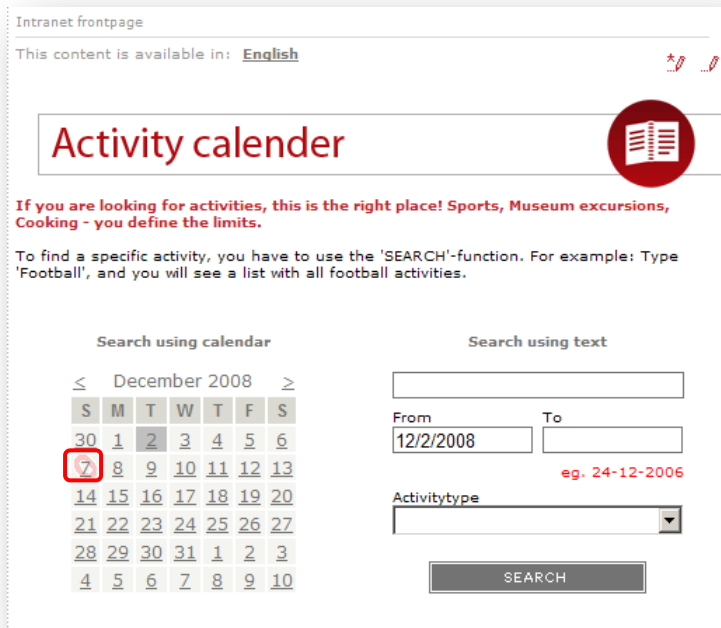 Intranet frontpage
This content is available in: English
Activity calender
If you are looking for activities, this is the right place! Sports, Museum excursions,
Cooking - you define the limits.
To find a specific activity, you have to use the 'SEARCH'-function. For example: Type
'Football', and you will see a list with all football activities.
Search using calendar
< December 2008 >
S M T W T F S
30 1 2 3 4 5 6
7 8 9 10 11 12 13
14 15 16 17 18 19 20
21 22 23 24 25 26 27
28 29 30 31 1 2 3
4 5 6 7 8 9 10
Search using text
From To
12/2/2008
eg. 24-12-2006
Activitytype
SEARCH